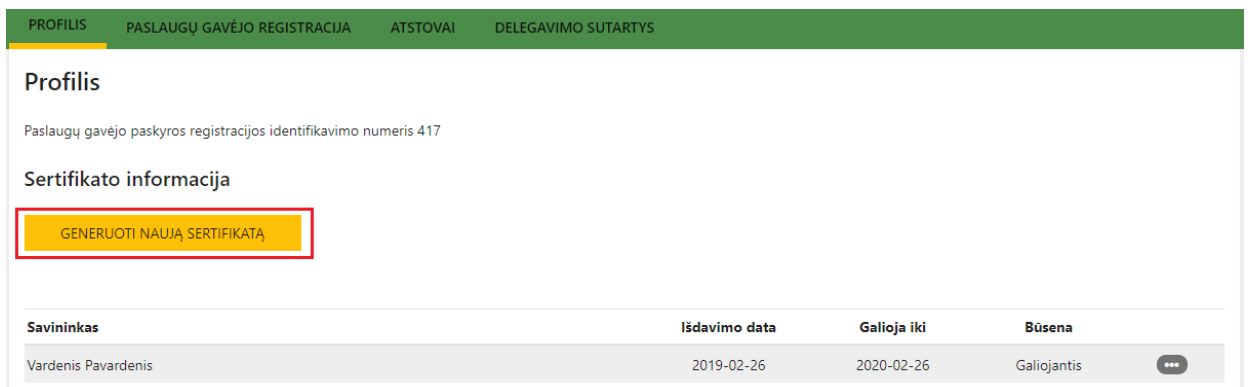 PROFILIS PASLAUGŲ GAVĖJO REGISTRACIJA ATSTOVAI DELEGAVIMO SUTARTYS
Profilis
Paslaugų gavėjo paskyros registracijos identifikavimo numeris 417
Sertifikato informacija
GENERUOTI NAUJĄ SERTIFIKATĄ
Savininkas Išdavimo data Galioja iki Būsena
Vardenis Pavardenis 2019-02-26 2020-02-26 Galiojantis